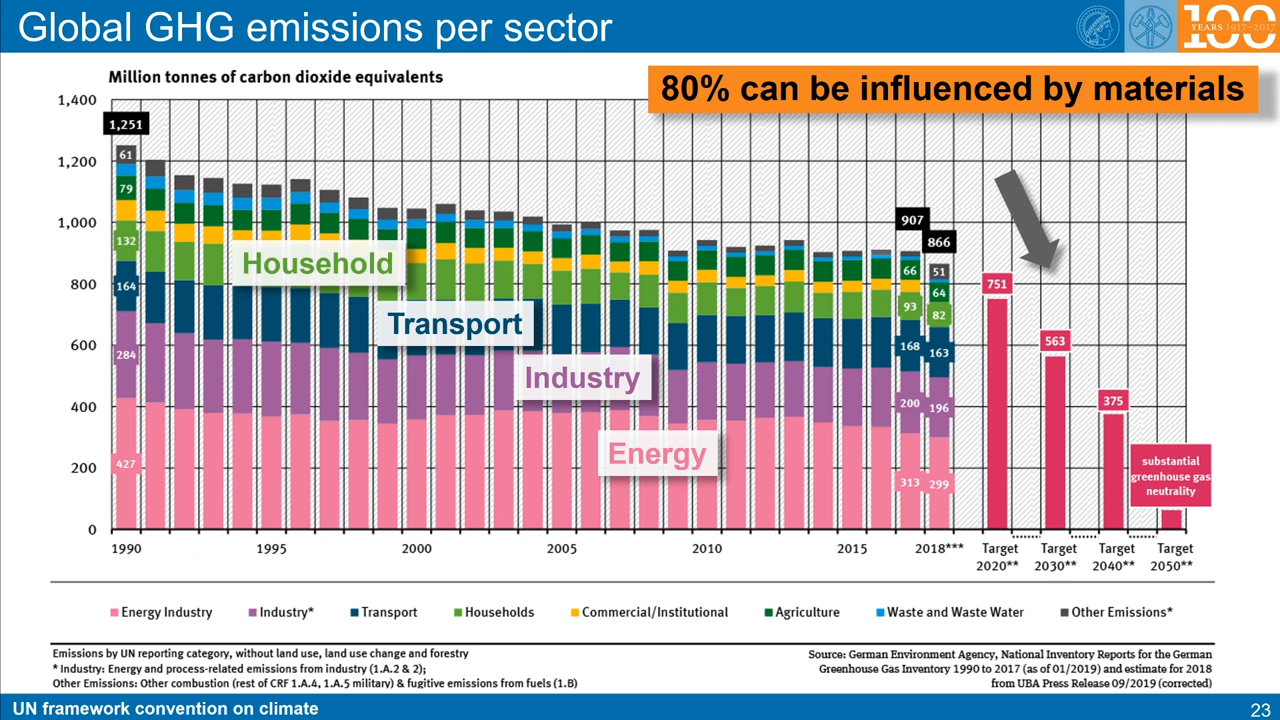 Global GHG emissions per sector
100
YEARS 1917–2017
Million tonnes of carbon dioxide equivalents
80% can be influenced by materials
1,400
1,200
1,000
800
600
400
200
0
1,251
61
79
132
164
284
427
Household
Transport
Industry
Energy
907
66
93
168
200
313
866
51
64
82
163
196
299
751
563
375
substantial
greenhouse gas
neutrality
1990
1995
2000
2005
2010
2015
2018***
Target
2020**
Target
2030**
Target
2040**
Target
2050**
Energy Industry
Industry*
Transport
Households
Commercial/Institutional
Agriculture
Waste and Waste Water
Other Emissions*
Emissions by UN reporting category, without land use, land use change and forestry
* Industry: Energy and process-related emissions from industry (1.A.2 & 2);
Other Emissions: Other combustion (rest of CRF 1.A.4, 1.A.5 military) & fugitive emissions from fuels (1.B)
Source: German Environment Agency, National Inventory Reports for the German
Greenhouse Gas Inventory 1990 to 2017 (as of 01/2019) and estimate for 2018
from UBA Press Release 09/2019 (corrected)
UN framework convention on climate
23